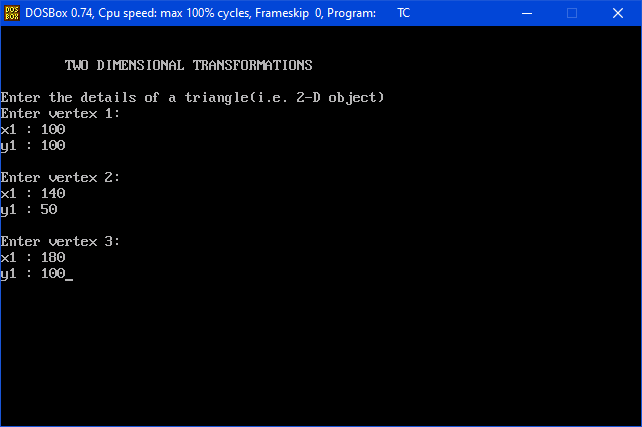 DOSBox 0.74, Cpu speed: max 100% cycles, Frameskip 0, Program: TC
TWO DIMENSIONAL TRANSFORMATIONS
Enter the details of a triangle(i.e. 2-D object)
Enter vertex 1:
x1 : 100
y1 : 100
Enter vertex 2:
x1 : 140
y1 : 50
Enter vertex 3:
x1 : 180
y1 : 100_